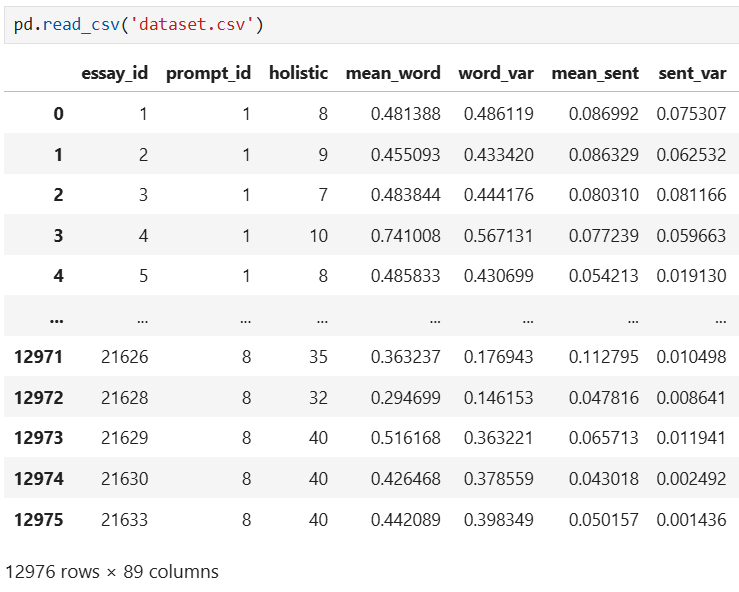 pd.read_csv('dataset.csv')
essay_id prompt_id holistic mean_word word_var mean_sent sent_var
0 1 1 8 0.481388 0.486119 0.086992 0.075307
1 2 1 9 0.455093 0.433420 0.086329 0.062532
2 3 1 7 0.483844 0.444176 0.080310 0.081166
3 4 1 10 0.741008 0.567131 0.077239 0.059663
4 5 1 8 0.485833 0.430699 0.054213 0.019130
... ... ... ... ... ... ... ...
12971 21626 8 35 0.363237 0.176943 0.112795 0.010498
12972 21628 8 32 0.294699 0.146153 0.047816 0.008641
12973 21629 8 40 0.516168 0.363221 0.065713 0.011941
12974 21630 8 40 0.426468 0.378559 0.043018 0.002492
12975 21633 8 40 0.442089 0.398349 0.050157 0.001436
12976 rows × 89 columns